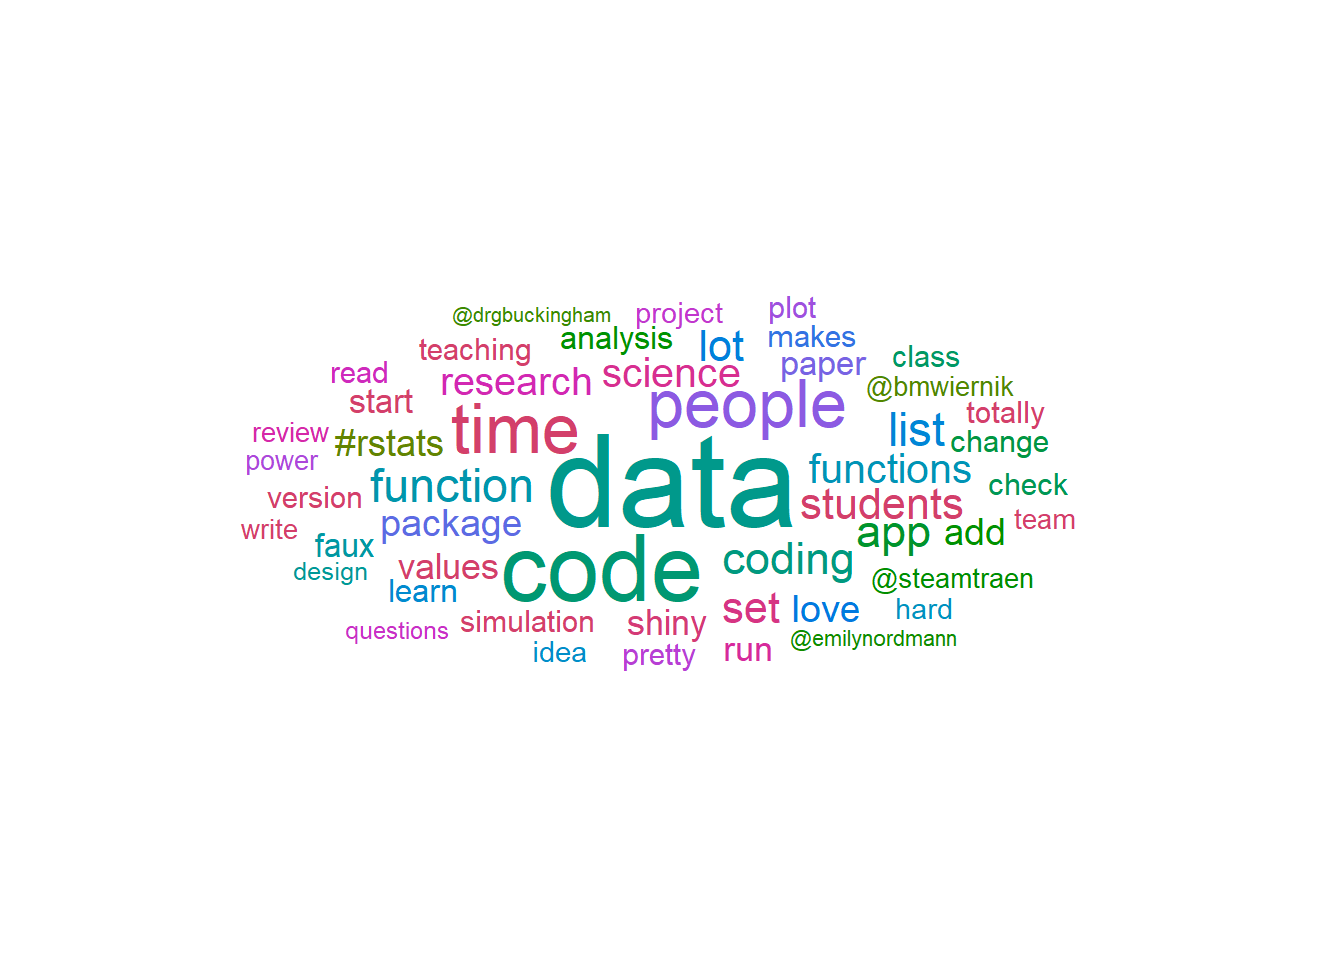 @drgbuckingham project plot
teaching analysis lot makes
read research science paper class
start time people @bmwiernik
review #rstats list totally
power function data functions change
version package students check
write faux code coding app add team
design values @steamtraen
learn set love hard
questions simulation shiny @emilynordmann
idea pretty run